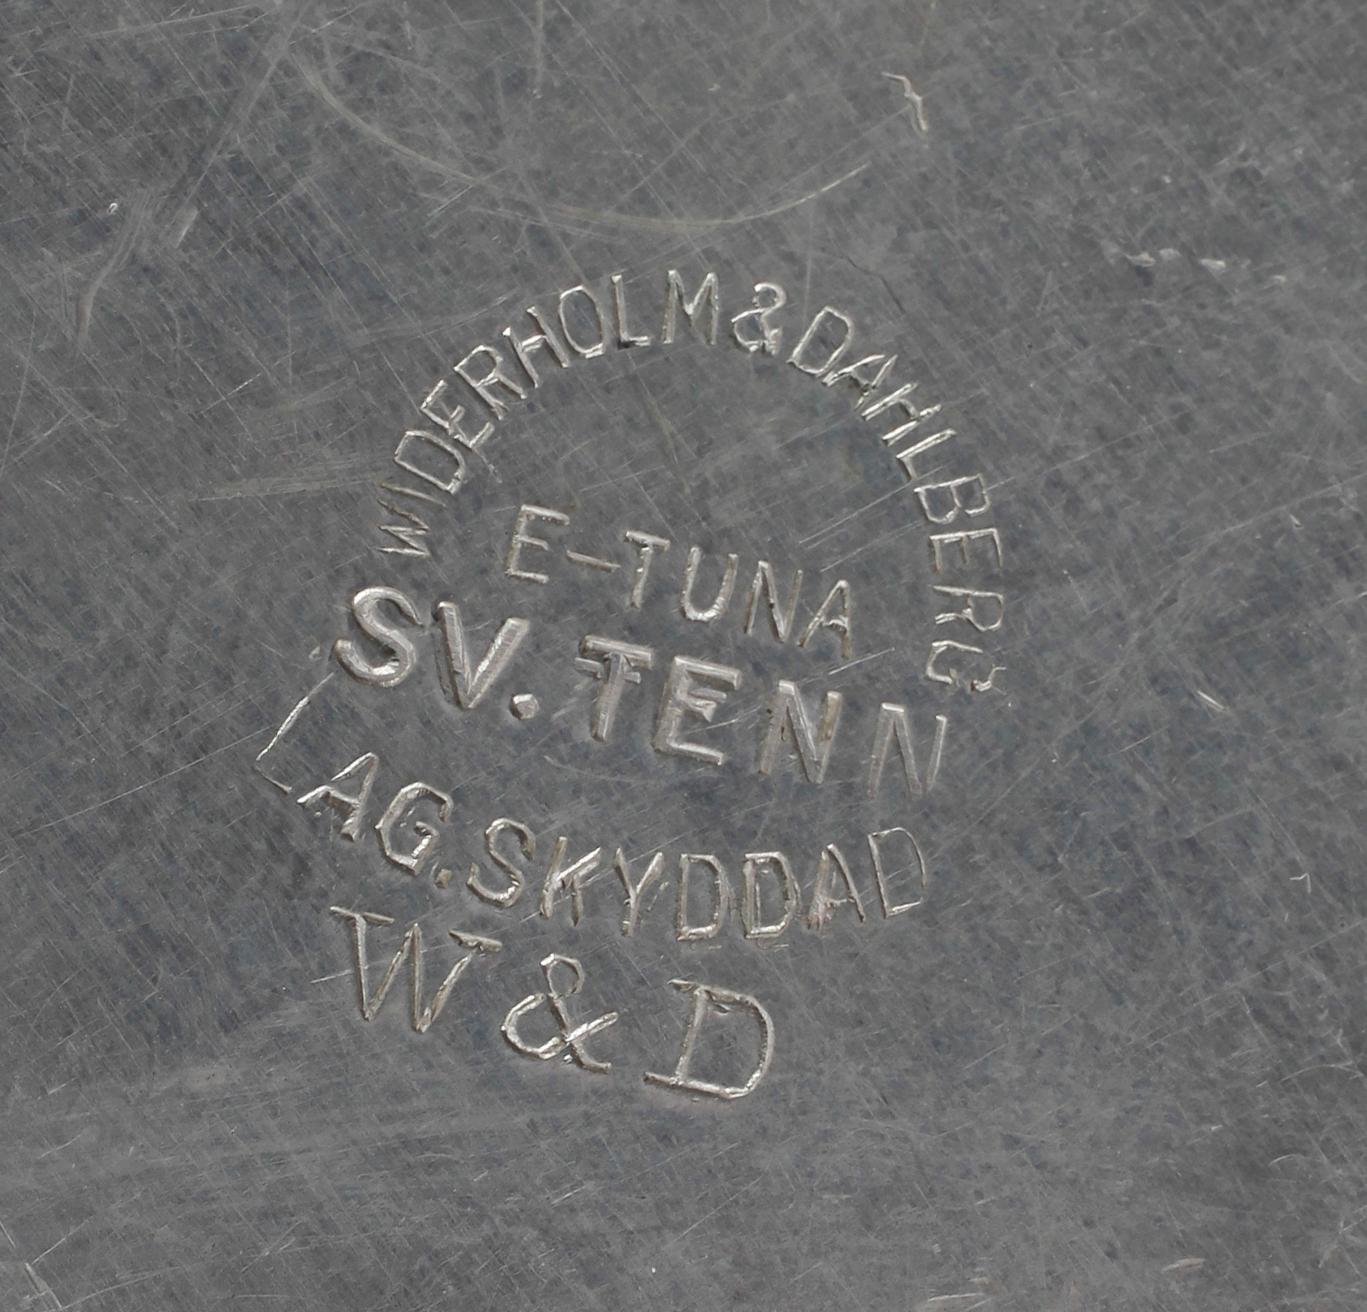 WIDERHOLM & DAHLBERG
E-TUNA
SV. TENN
LAG. SKYDDAD
W & D